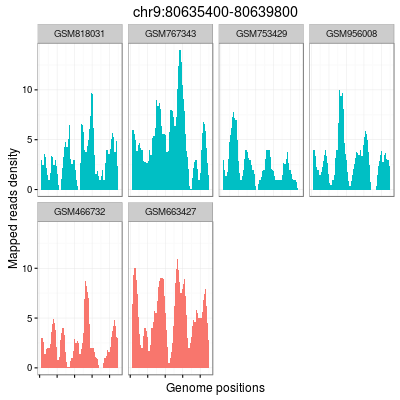 chr9:80635400-80639800
GSM818031 GSM767343 GSM753429 GSM956008
10
5
0
GSM466732 GSM663427
10
5
0
Mapped reads density
Genome positions